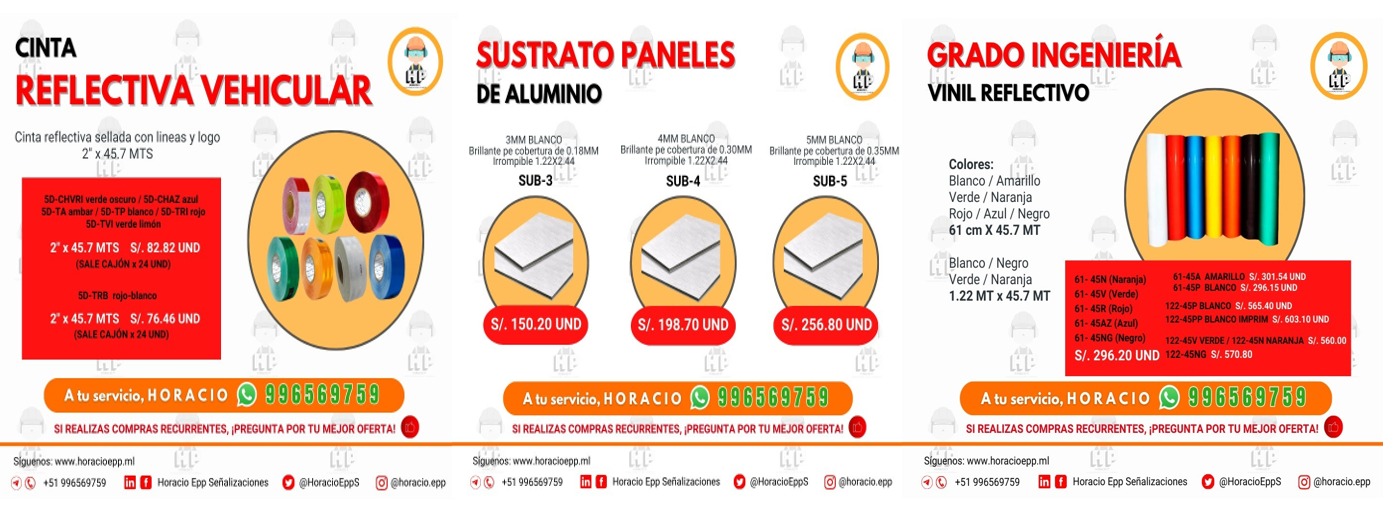 CINTA
REFLECTIVA VEHICULAR
HP
Cinta reflectiva sellada con lineas y logo
2" x 45.7 MTS
5D-CHVRI verde oscuro / 5D-CHAZ azul
5D-TA ambar / 5D-TP blanco / 5D-TRI rojo
5D-TVI verde limón
2" x 45.7 MTS S/. 82.82 UND
(SALE CAJÓN x 24 UND)
5D-TRB rojo-blanco
2" x 45.7 MTS S/. 76.46 UND
(SALE CAJÓN x 24 UND)
A tu servicio, HORACIO 996569759
SI REALIZAS COMPRAS RECURRENTES, ¡PREGUNTA POR TU MEJOR OFERTA!
Síguenos: www.horacioepp.ml
+51 996569759 Horacio Epp Señalizaciones @HoracioEppS @horacio.epp
SUSTRATO PANELES
DE ALUMINIO
HP
3MM BLANCO
Brillante pe cobertura de 0.18MM
Irrompible 1.22X2.44
SUB-3
4MM BLANCO
Brillante pe cobertura de 0.30MM
Irrompible 1.22X2.44
SUB-4
5MM BLANCO
Brillante pe cobertura de 0.35MM
Irrompible 1.22X2.44
SUB-5
S/. 150.20 UND
S/. 198.70 UND
S/. 256.80 UND
A tu servicio, HORACIO 996569759
SI REALIZAS COMPRAS RECURRENTES, ¡PREGUNTA POR TU MEJOR OFERTA!
Síguenos: www.horacioepp.ml
+51 996569759 Horacio Epp Señalizaciones @HoracioEppS @horacio.epp
GRADO INGENIERÍA
VINIL REFLECTIVO
HP
Colores:
Blanco / Amarillo
Verde / Naranja
Rojo / Azul / Negro
61 cm X 45.7 MT
Blanco / Negro
Verde / Naranja
1.22 MT x 45.7 MT
61- 45N (Naranja)
61- 45V (Verde)
61- 45R (Rojo)
61- 45AZ (Azul)
61- 45NG (Negro)
S/. 296.20 UND
61-45A AMARILLO S/. 301.54 UND
61-45P BLANCO S/. 296.15 UND
122-45P BLANCO S/. 565.40 UND
122-45PP BLANCO IMPRIM S/. 603.10 UND
122-45V VERDE / 122-45N NARANJA S/. 560.00
122-45NG S/. 570.80
A tu servicio, HORACIO 996569759
SI REALIZAS COMPRAS RECURRENTES, ¡PREGUNTA POR TU MEJOR OFERTA!
Síguenos: www.horacioepp.ml
+51 996569759 Horacio Epp Señalizaciones @HoracioEppS @horacio.epp